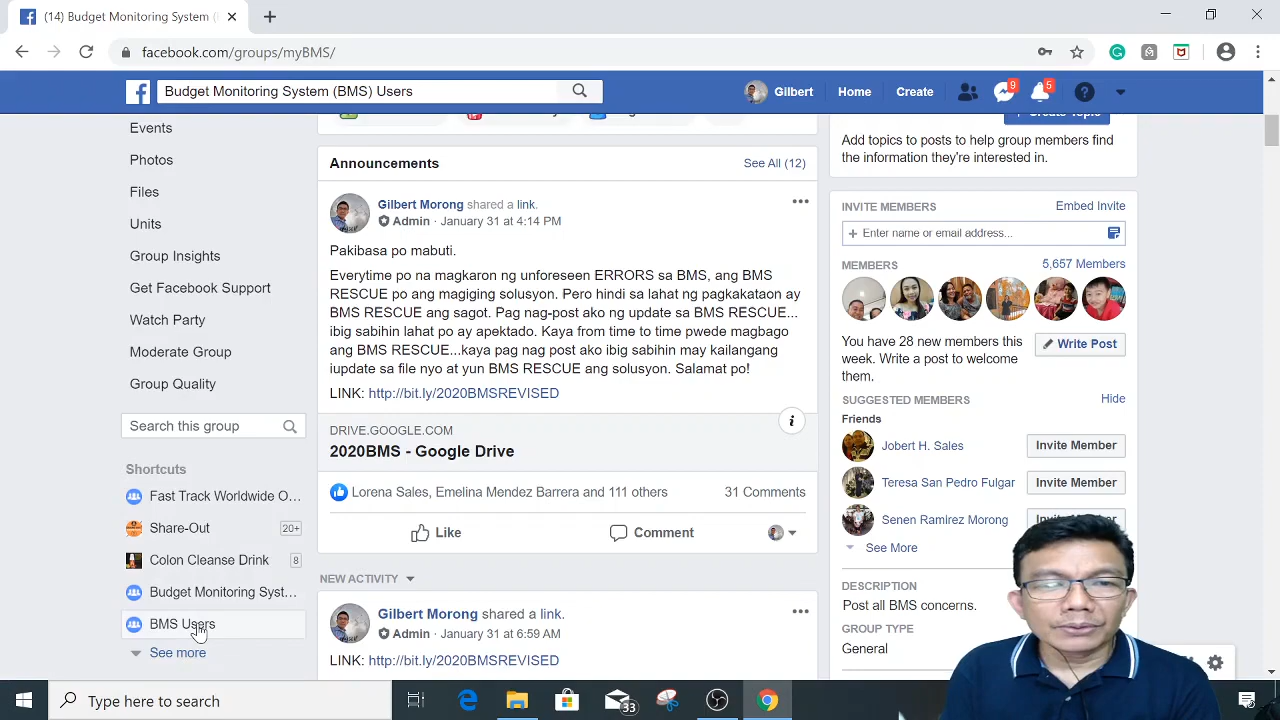 (14) Budget Monitoring System (
facebook.com/groups/myBMS/
Budget Monitoring System (BMS) Users
Gilbert
Home
Create
9
5
Events
Photos
Files
Units
Group Insights
Get Facebook Support
Watch Party
Moderate Group
Group Quality
Search this group
Shortcuts
Fast Track Worldwide O...
Share-Out
20+
Colon Cleanse Drink
8
Budget Monitoring Syst...
BMS Users
See more
Announcements
See All (12)
Gilbert Morong shared a link.
Admin · January 31 at 4:14 PM
Pakibasa po mabuti.
Everytime po na magkaron ng unforeseen ERRORS sa BMS, ang BMS
RESCUE po ang magiging solusyon. Pero hindi sa lahat ng pagkakataon ay
BMS RESCUE ang sagot. Pag nag-post ako ng update sa BMS RESCUE...
ibig sabihin lahat po ay apektado. Kaya from time to time pwede magbago
ang BMS RESCUE...kaya pag nag post ako ibig sabihin may kailangang
iupdate sa file nyo at yun BMS RESCUE ang solusyon. Salamat po!
LINK: http://bit.ly/2020BMSREVISED
DRIVE.GOOGLE.COM
2020BMS - Google Drive
Lorena Sales, Emelina Mendez Barrera and 111 others
31 Comments
Like
Comment
NEW ACTIVITY
Gilbert Morong shared a link.
Admin · January 31 at 6:59 AM
LINK: http://bit.ly/2020BMSREVISED
+ Create Topic
Add topics to posts to help group members find
the information they're interested in.
INVITE MEMBERS
Embed Invite
+ Enter name or email address...
MEMBERS
5,657 Members
You have 28 new members this
week. Write a post to welcome
them.
Write Post
SUGGESTED MEMBERS
Hide
Friends
Jobert H. Sales
Invite Member
Teresa San Pedro Fulgar
Invite Member
Senen Ramirez Morong
Invite Member
See More
DESCRIPTION
Post all BMS concerns.
GROUP TYPE
General
Type here to search
33